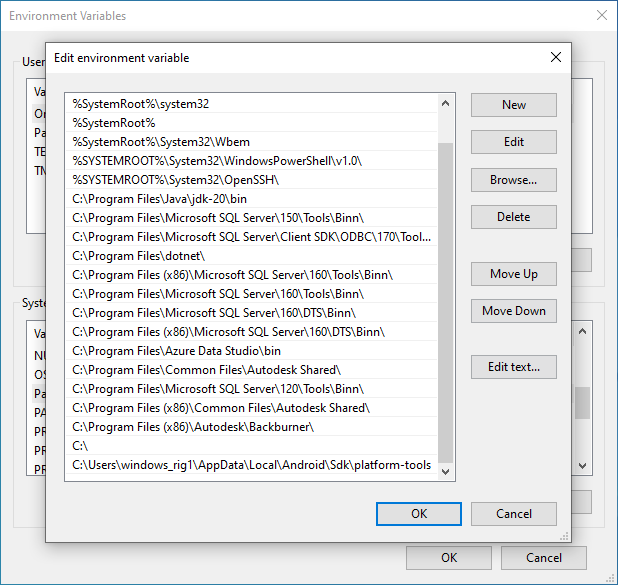 Environment Variables
Edit environment variable
User
Va
Or
Pa
TE
%SystemRoot%\system32
%SystemRoot%
%SystemRoot%\System32\Wbem
%SYSTEMROOT%\System32\WindowsPowerShell\v1.0\
%SYSTEMROOT%\System32\OpenSSH\
C:\Program Files\Java\jdk-20\bin
C:\Program Files\Microsoft SQL Server\150\Tools\Binn\
C:\Program Files\Microsoft SQL Server\Client SDK\ODBC\170\Tool...
C:\Program Files\dotnet\
C:\Program Files (x86)\Microsoft SQL Server\160\Tools\Binn\
C:\Program Files\Microsoft SQL Server\160\Tools\Binn\
C:\Program Files\Microsoft SQL Server\160\DTS\Binn\
C:\Program Files (x86)\Microsoft SQL Server\160\DTS\Binn\
C:\Program Files\Azure Data Studio\bin
C:\Program Files\Common Files\Autodesk Shared\
C:\Program Files\Microsoft SQL Server\120\Tools\Binn\
C:\Program Files (x86)\Common Files\Autodesk Shared\
C:\Program Files (x86)\Autodesk\Backburner\
C:\
C:\Users\windows_rig1\AppData\Local\Android\Sdk\platform-tools
New
Edit
Browse...
Delete
Move Up
Move Down
Edit text...
Syst
Va
OS
Pa
PA
PR
PR
PR
OK
Cancel
OK
Cancel